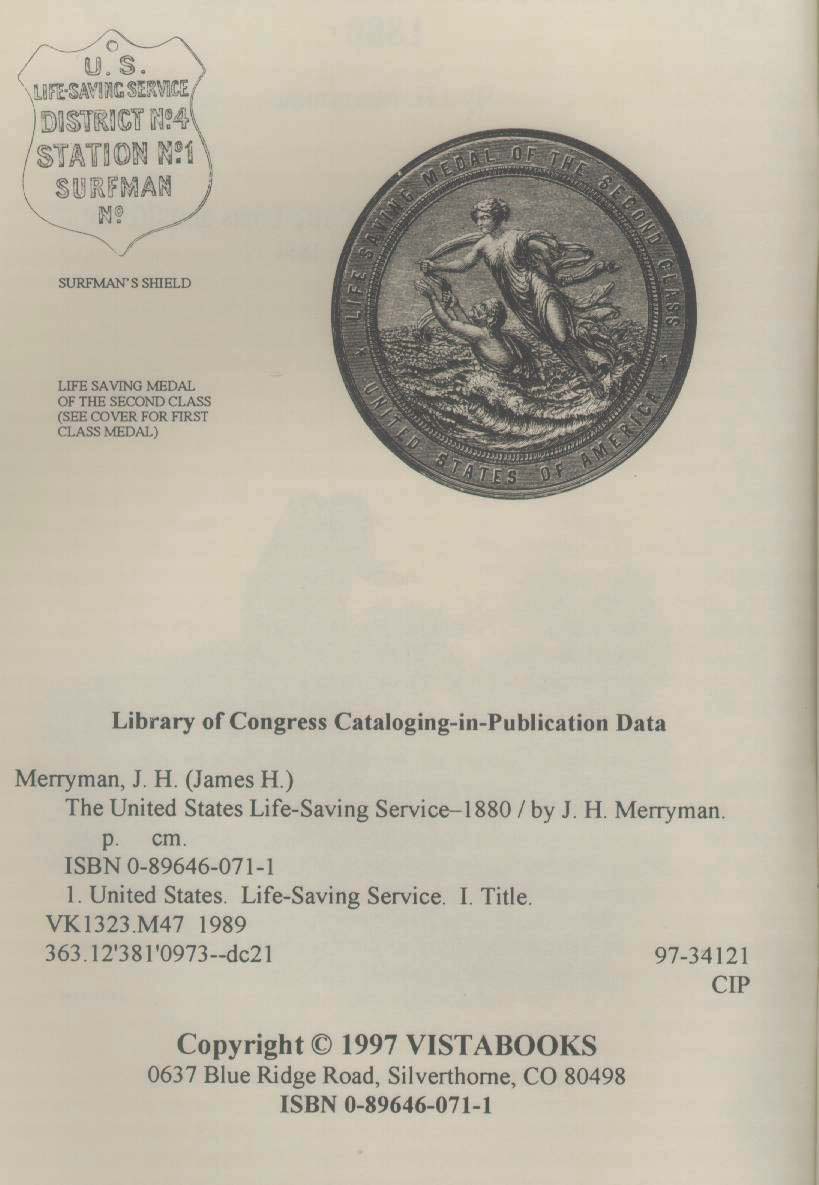 U. S.
LIFE-SAVING SERVICE
DISTRICT Nº.4
STATION Nº.1
SURFMAN
Nº
SURFMAN'S SHIELD
LIFE SAVING MEDAL OF THE SECOND CLASS
UNITED STATES OF AMERICA
LIFE SAVING MEDAL
OF THE SECOND CLASS
(SEE COVER FOR FIRST
CLASS MEDAL)
Library of Congress Cataloging-in-Publication Data
Merryman, J. H. (James H.)
The United States Life-Saving Service–1880 / by J. H. Merryman.
p. cm.
ISBN 0-89646-071-1
1. United States. Life-Saving Service. I. Title.
VK1323.M47 1989
363.12'381'0973--dc21 97-34121
CIP
Copyright © 1997 VISTABOOKS
0637 Blue Ridge Road, Silverthorne, CO 80498
ISBN 0-89646-071-1